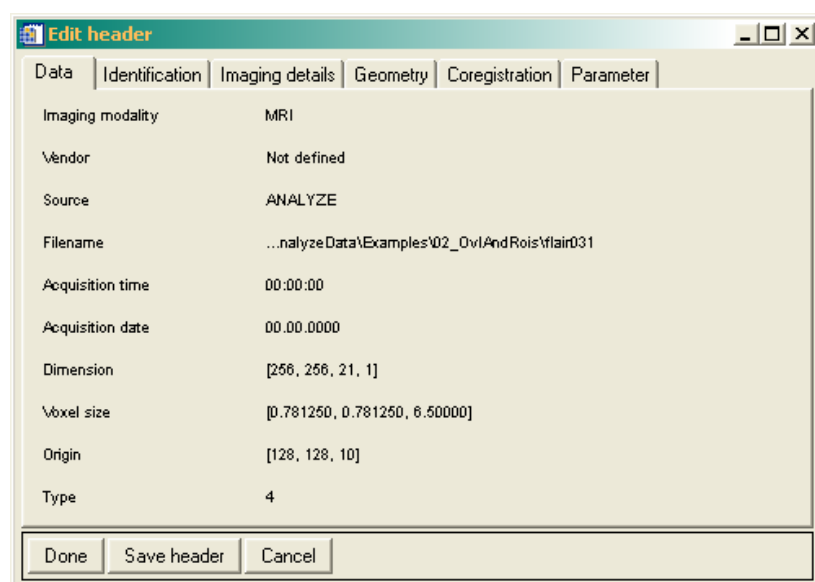 Edit header
Data Identification Imaging details Geometry Coregistration Parameter
Imaging modality MRI
Vendor Not defined
Source ANALYZE
Filename ...nalyzeData\Examples\02_OvlAndRois\flair031
Acquisition time 00:00:00
Acquisition date 00.00.0000
Dimension [256, 256, 21, 1]
Voxel size [0.781250, 0.781250, 6.50000]
Origin [128, 128, 10]
Type 4
Done Save header Cancel